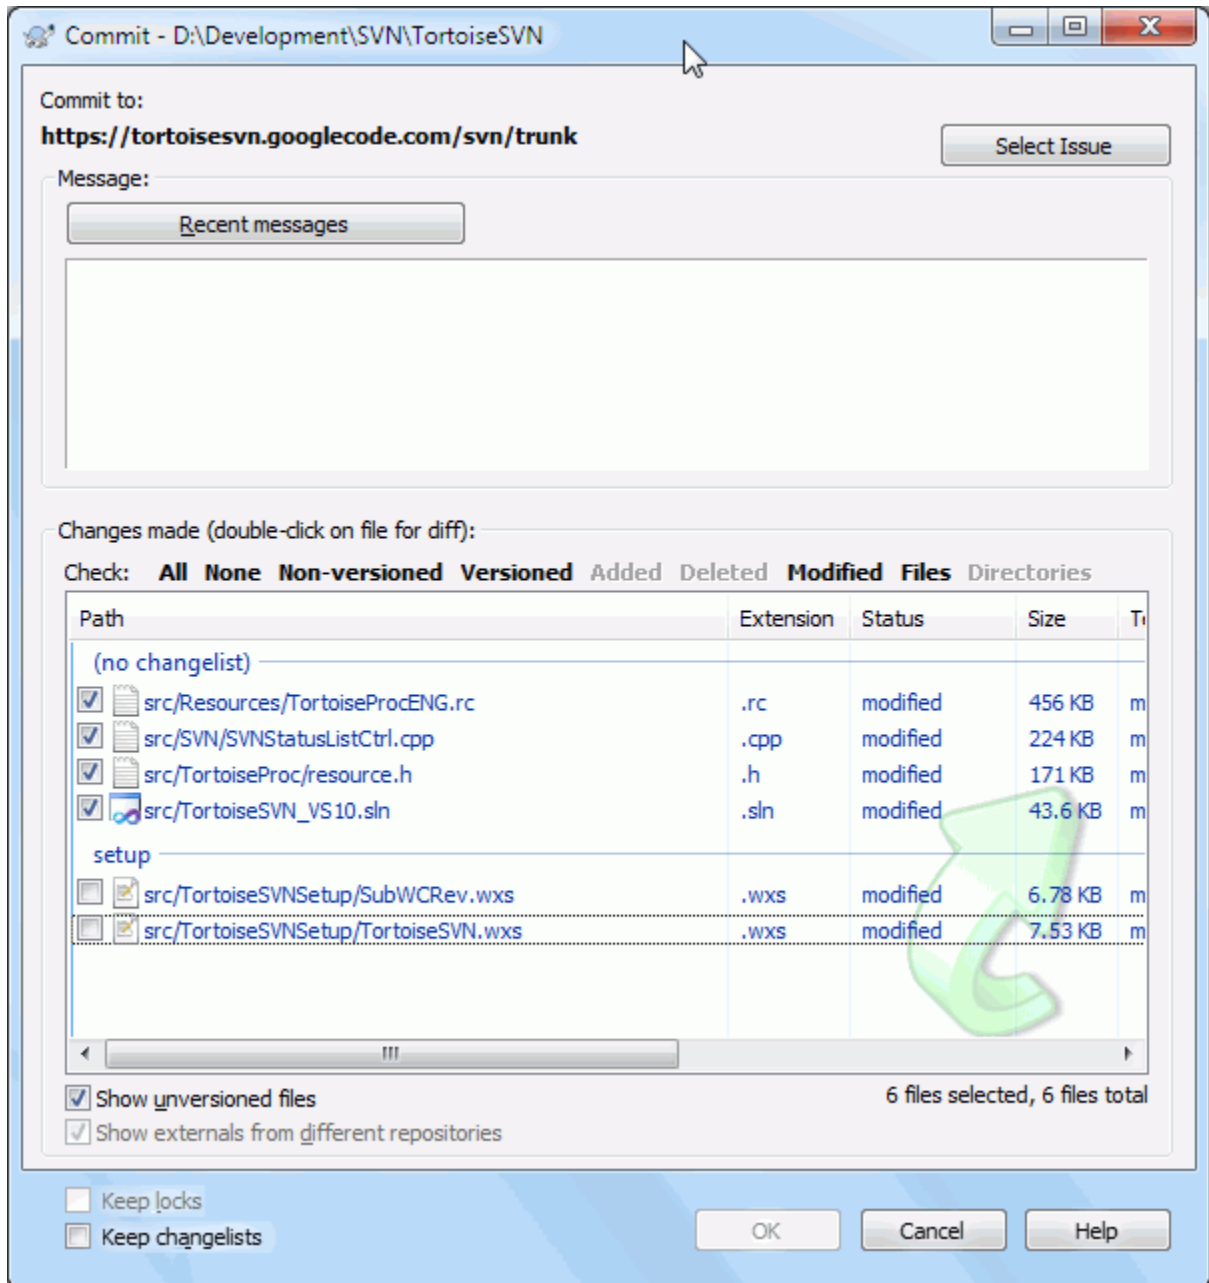 Commit - D:\Development\SVN\TortoiseSVN
Commit to:
https://tortoisesvn.googlecode.com/svn/trunk
Select Issue
Message:
Recent messages
Changes made (double-click on file for diff):
Check: All None Non-versioned Versioned Added Deleted Modified Files Directories
Path Extension Status Size
(no changelist)
src/Resources/TortoiseProcENG.rc .rc modified 456 KB m
src/SVN/SVNStatusListCtrl.cpp .cpp modified 224 KB m
src/TortoiseProc/resource.h .h modified 171 KB m
src/TortoiseSVN_VS10.sln .sln modified 43.6 KB m
setup
src/TortoiseSVNSetup/SubWCRev.wxs .wxs modified 6.78 KB m
src/TortoiseSVNSetup/TortoiseSVN.wxs .wxs modified 7.53 KB m
Show unversioned files
6 files selected, 6 files total
Show externals from different repositories
Keep locks
Keep changelists
OK Cancel Help